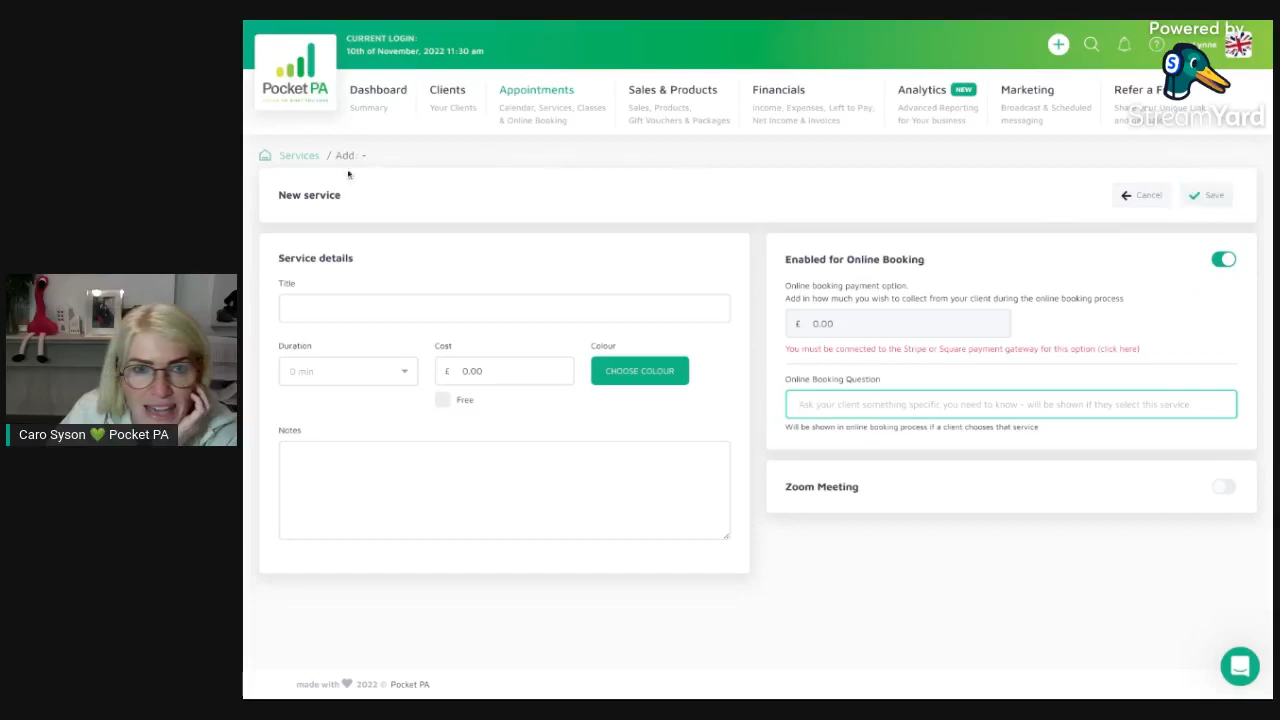 CURRENT LOGIN:
10th of November, 2022 11:30 am
Powered by
StreamYard
Pocket PA
Dashboard
Summary
Clients
Your Clients
Appointments
Calendar, Services, Classes
& Online Booking
Sales & Products
Sales, Products,
Gift Vouchers & Packages
Financials
Income, Expenses, Left to Pay,
Net Income & Invoices
Analytics NEW
Advanced Reporting
for Your business
Marketing
Broadcast & Scheduled
messaging
Refer a F
Share Your Unique Link
Services / Add: -
New service
Cancel
Save
Service details
Title
Duration
0 min
Cost
£ 0.00
Free
Colour
CHOOSE COLOUR
Notes
Enabled for Online Booking
Online booking payment option.
Add in how much you wish to collect from your client during the online booking process
£ 0.00
You must be connected to the Stripe or Square payment gateway for this option (click here)
Online Booking Question
Ask your client something specific you need to know - will be shown if they select this service
Will be shown in online booking process if a client chooses that service
Zoom Meeting
Caro Syson 💚 Pocket PA
made with ♥ 2022 © Pocket PA